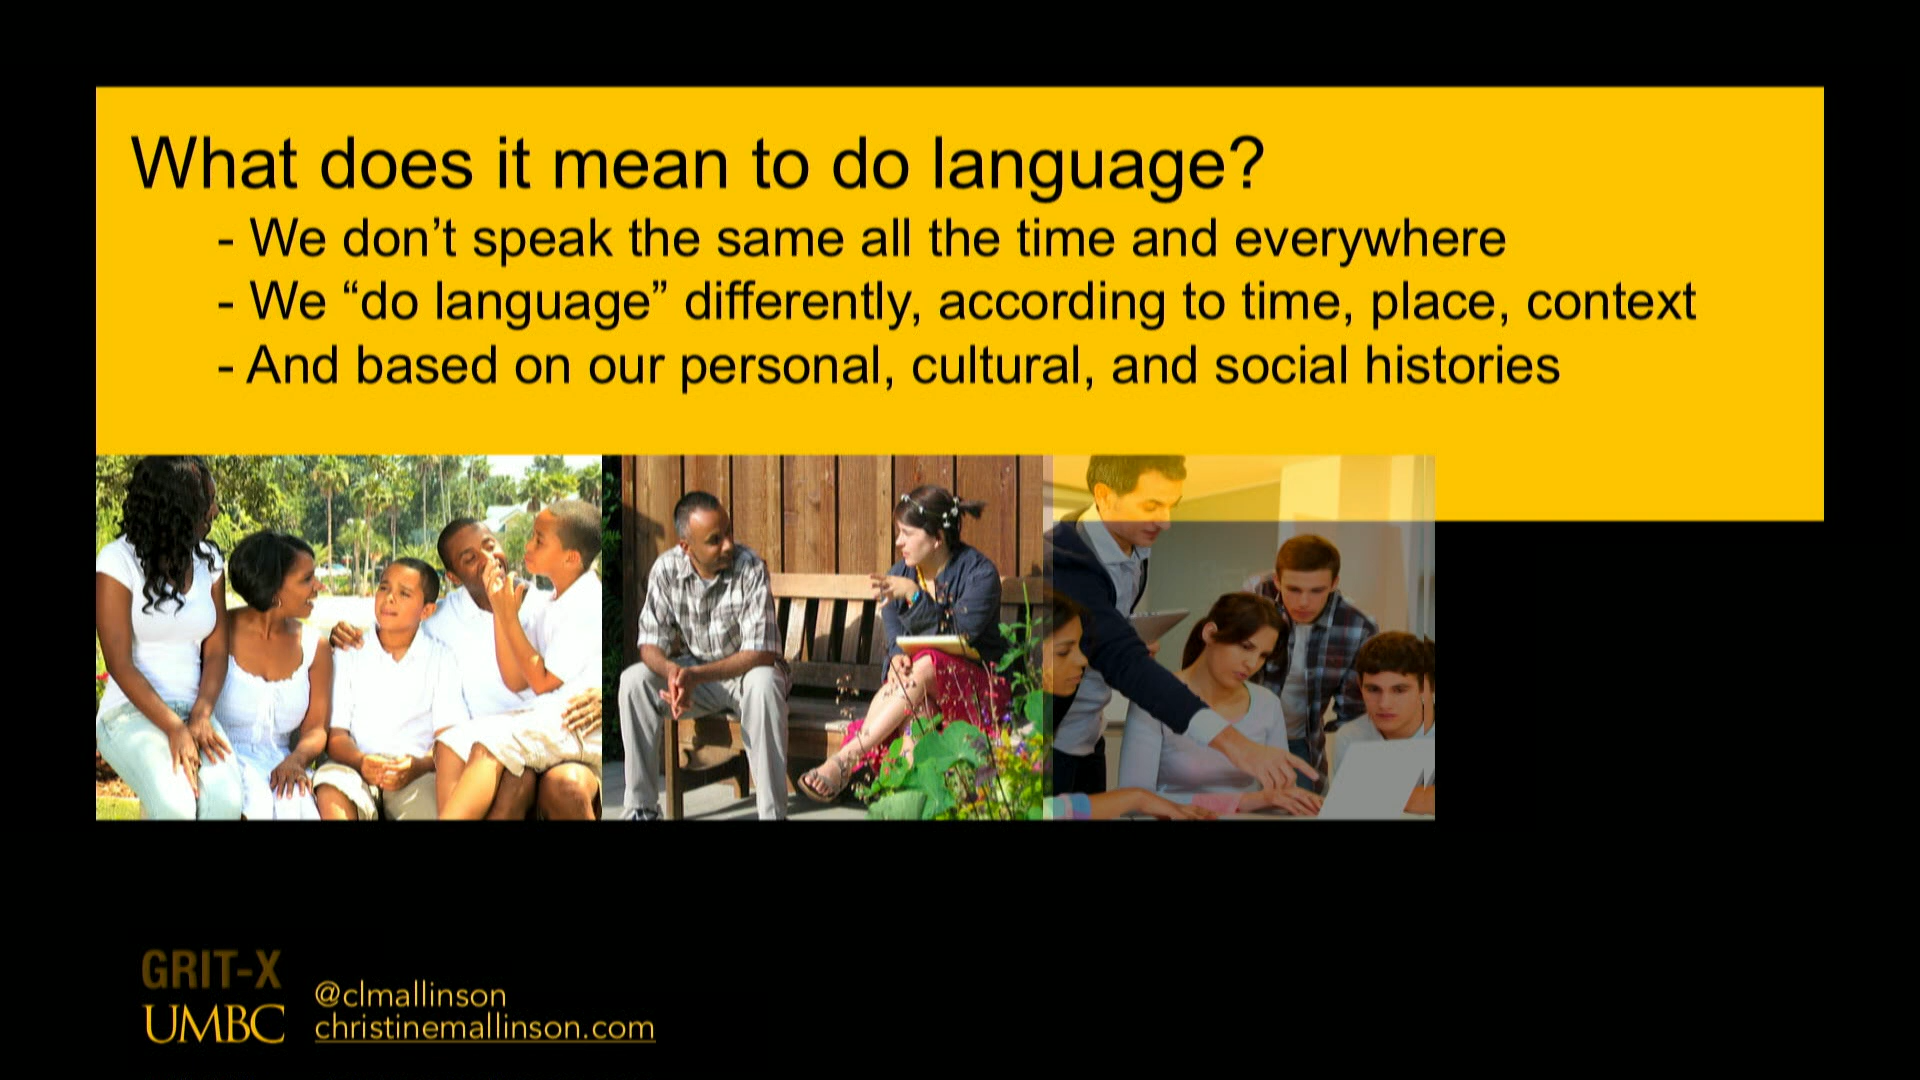 What does it mean to do language?
- We don’t speak the same all the time and everywhere
- We “do language” differently, according to time, place, context
- And based on our personal, cultural, and social histories
GRIT-X
UMBC
@clmallinson
christinemallinson.com